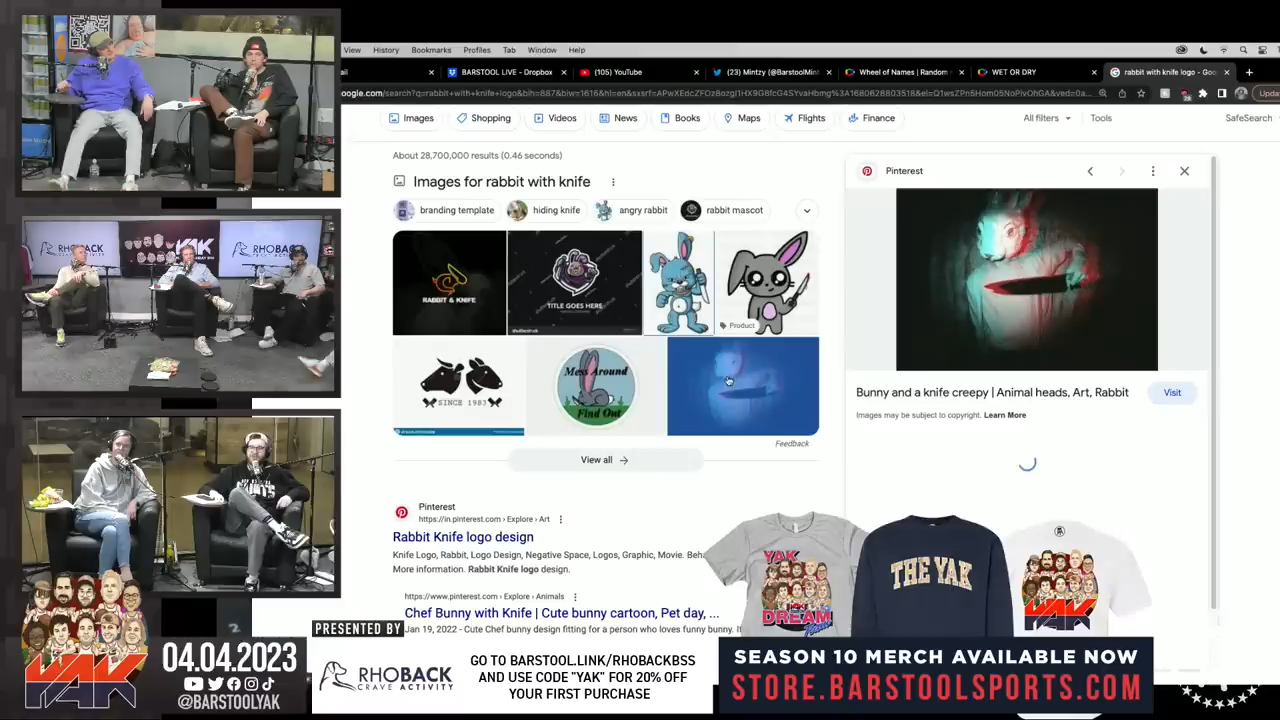 View History Bookmarks Profiles Tab Window Help
BARSTOOL LIVE - Dropbox
(105) YouTube
(23) Mintzy (@BarstoolMint
Wheel of Names | Random
WET OR DRY
rabbit with knife logo - Goo
Images
Shopping
Videos
News
Books
Maps
Flights
Finance
All filters
Tools
SafeSearch
About 28,700,000 results (0.46 seconds)
Images for rabbit with knife
branding template
hiding knife
angry rabbit
rabbit mascot
RABBIT & KNIFE
TITLE GOES HERE
Product
SINCE 1983
Mess Around
Find Out
Feedback
View all
Pinterest
https://in.pinterest.com › Explore › Art
Rabbit Knife logo design
Knife Logo, Rabbit, Logo Design, Negative Space, Logos, Graphic, Movie. Beha
More information. Rabbit Knife logo design.
https://www.pinterest.com › Explore › Animals
Chef Bunny with Knife | Cute bunny cartoon, Pet day, ...
Jan 19, 2022 - Cute Chef bunny design fitting for a person who loves funny bunny. I
Pinterest
Bunny and a knife creepy | Animal heads, Art, Rabbit
Visit
Images may be subject to copyright. Learn More
RHOBACK
CRAVE ACTIVITY
YAK
RHOBACK
YAK
DREAM
THE YAK
YAK
YAK
04.04.2023
@BARSTOOLYAK
PRESENTED BY
RHOBACK
CRAVE ACTIVITY
GO TO BARSTOOL.LINK/RHOBACKBSS
AND USE CODE "YAK" FOR 20% OFF
YOUR FIRST PURCHASE
SEASON 10 MERCH AVAILABLE NOW
STORE.BARSTOOLSPORTS.COM